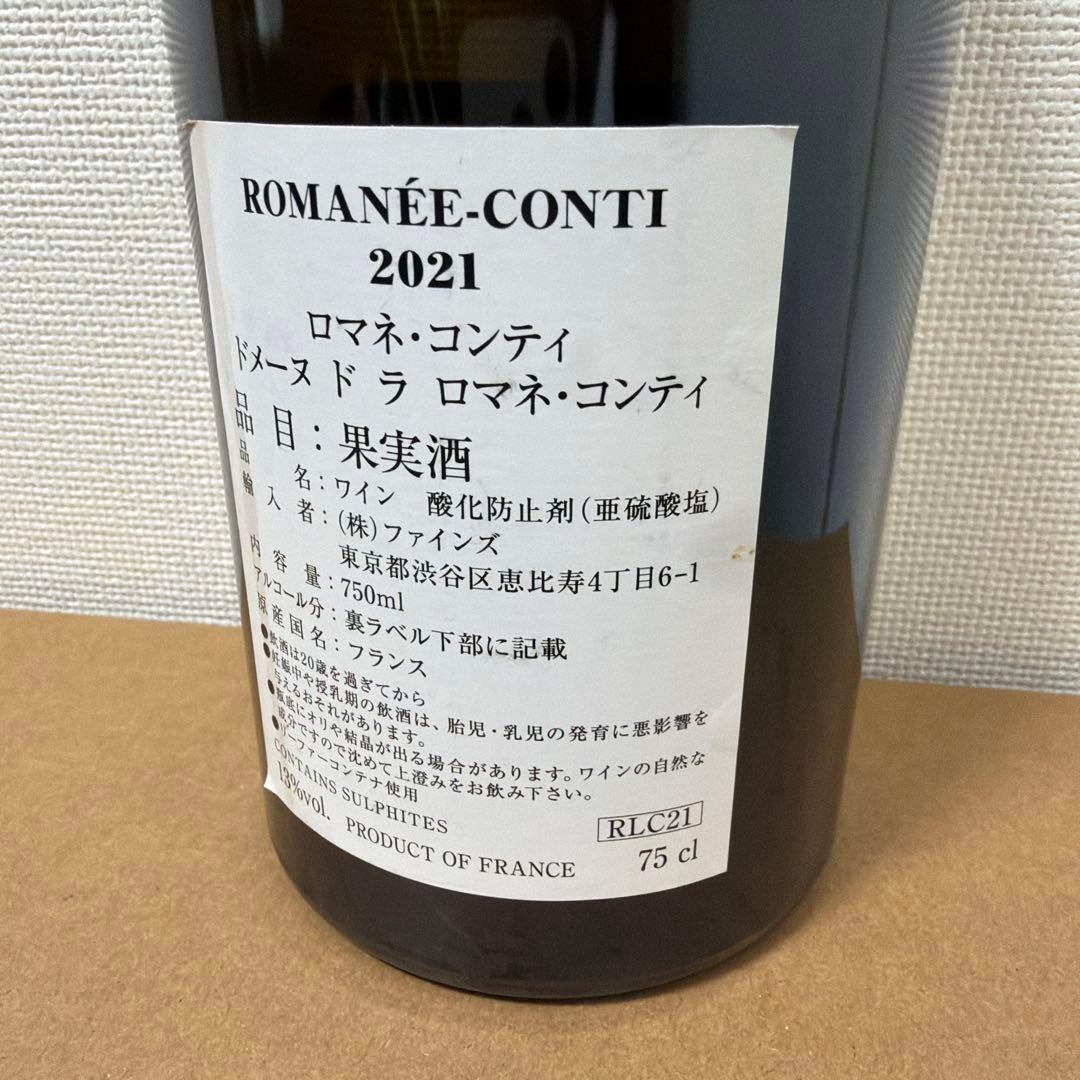 ROMANÉE-CONTI
2021
ロマネ・コンティ
ドメーヌ ド ラ ロマネ・コンティ
品目：果実酒
品名：ワイン 酸化防止剤（亜硫酸塩）
輸入者：（株）ファインズ
東京都渋谷区恵比寿4丁目6-1
内容量：750ml
アルコール分：裏ラベル下部に記載
原産国名：フランス
●飲酒は20歳を過ぎてから
●妊娠中や授乳期の飲酒は、胎児・乳児の発育に悪影響を
与えるおそれがあります。
●瓶底にオリや結晶が出る場合があります。ワインの自然な
成分ですので沈めて上澄みをお飲み下さい。
●リーファーコンテナ使用
CONTAINS SULPHITES
RLC21
13%vol. PRODUCT OF FRANCE 75 cl